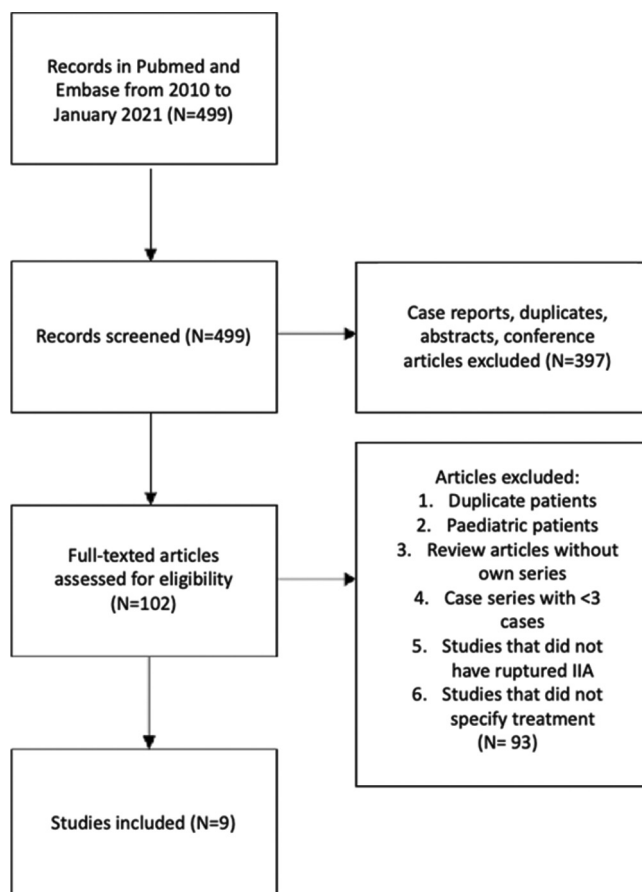 Records in Pubmed and
Embase from 2010 to
January 2021 (N=499)
Records screened (N=499)
Case reports, duplicates,
abstracts, conference
articles excluded (N=397)
Full-texted articles
assessed for eligibility
(N=102)
Articles excluded:
1. Duplicate patients
2. Paediatric patients
3. Review articles without
own series
4. Case series with <3
cases
5. Studies that did not
have ruptured IIA
6. Studies that did not
specify treatment
(N= 93)
Studies included (N=9)